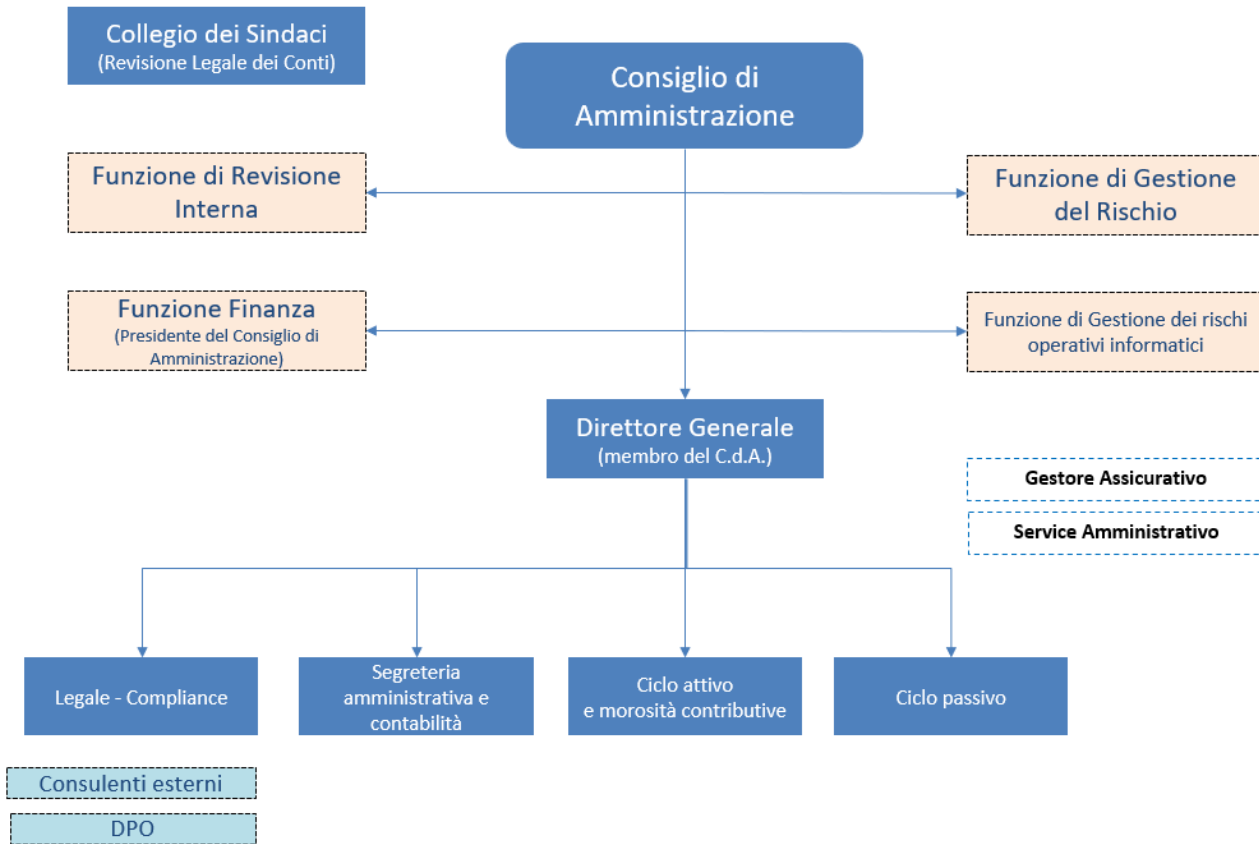 Collegio dei Sindaci
(Revisione Legale dei Conti)
Consiglio di
Amministrazione
Funzione di Revisione
Interna
Funzione di Gestione
del Rischio
Funzione Finanza
(Presidente del Consiglio di
Amministrazione)
Funzione di Gestione dei rischi
operativi informatici
Direttore Generale
(membro del C.d.A.)
Gestore Assicurativo
Service Amministrativo
Legale - Compliance
Segreteria
amministrativa e
contabilità
Ciclo attivo
e morosità contributive
Ciclo passivo
Consulenti esterni
DPO